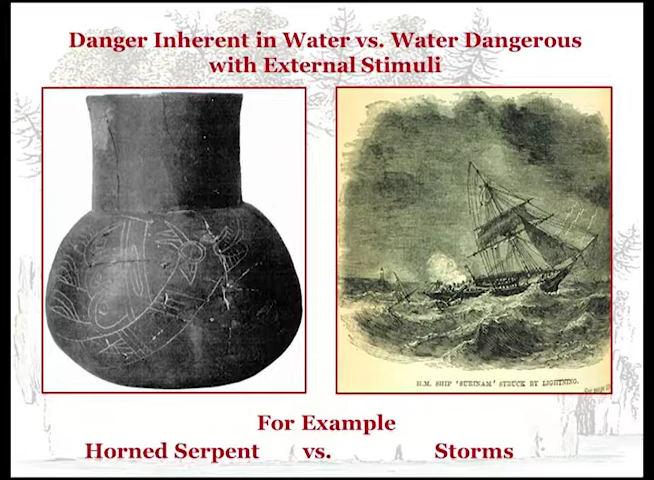 Danger Inherent in Water vs. Water Dangerous
with External Stimuli
H.M. SHIP 'SURINAM' STRUCK BY LIGHTNING.
For Example
Horned Serpent vs. Storms